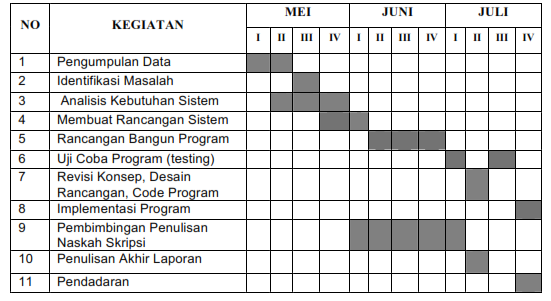 NO KEGIATAN MEI JUNI JULI
I II III IV I II III IV I II III IV
1 Pengumpulan Data
2 Identifikasi Masalah
3 Analisis Kebutuhan Sistem
4 Membuat Rancangan Sistem
5 Rancangan Bangun Program
6 Uji Coba Program (testing)
7 Revisi Konsep, Desain
Rancangan, Code Program
8 Implementasi Program
9 Pembimbingan Penulisan
Naskah Skripsi
10 Penulisan Akhir Laporan
11 Pendadaran